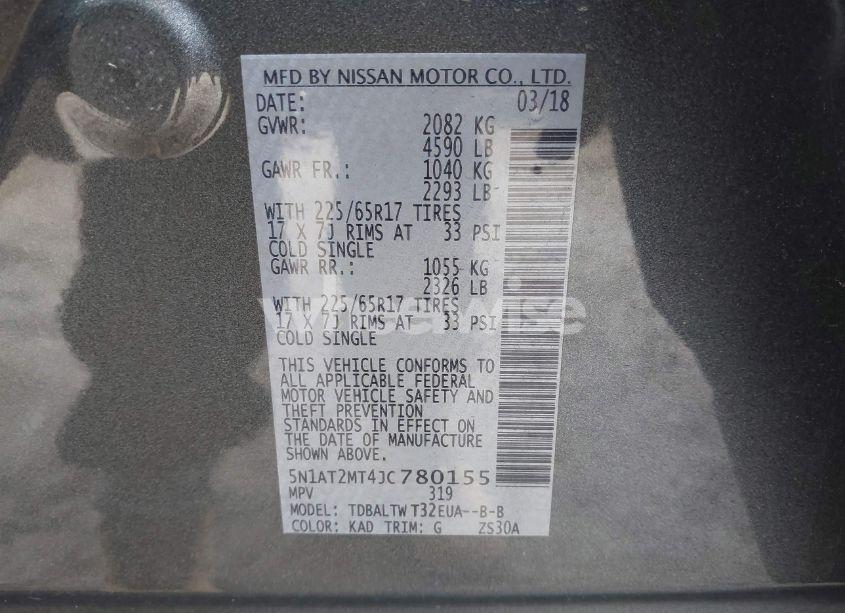 MFD BY NISSAN MOTOR CO., LTD.
DATE: 03/18
GVWR: 2082 KG
4590 LB
GAWR FR.: 1040 KG
2293 LB
WITH 225/65R17 TIRES
17 X 7J RIMS AT 33 PSI
COLD SINGLE
GAWR RR.: 1055 KG
2326 LB
WITH 225/65R17 TIRES
17 X 7J RIMS AT 33 PSI
COLD SINGLE
THIS VEHICLE CONFORMS TO
ALL APPLICABLE FEDERAL
MOTOR VEHICLE SAFETY AND
THEFT PREVENTION
STANDARDS IN EFFECT ON
THE DATE OF MANUFACTURE
SHOWN ABOVE.
5N1AT2MT4JC780155
MPV 319
MODEL: TDBALTW T32EUA--B-B
COLOR: KAD TRIM: G ZS30A